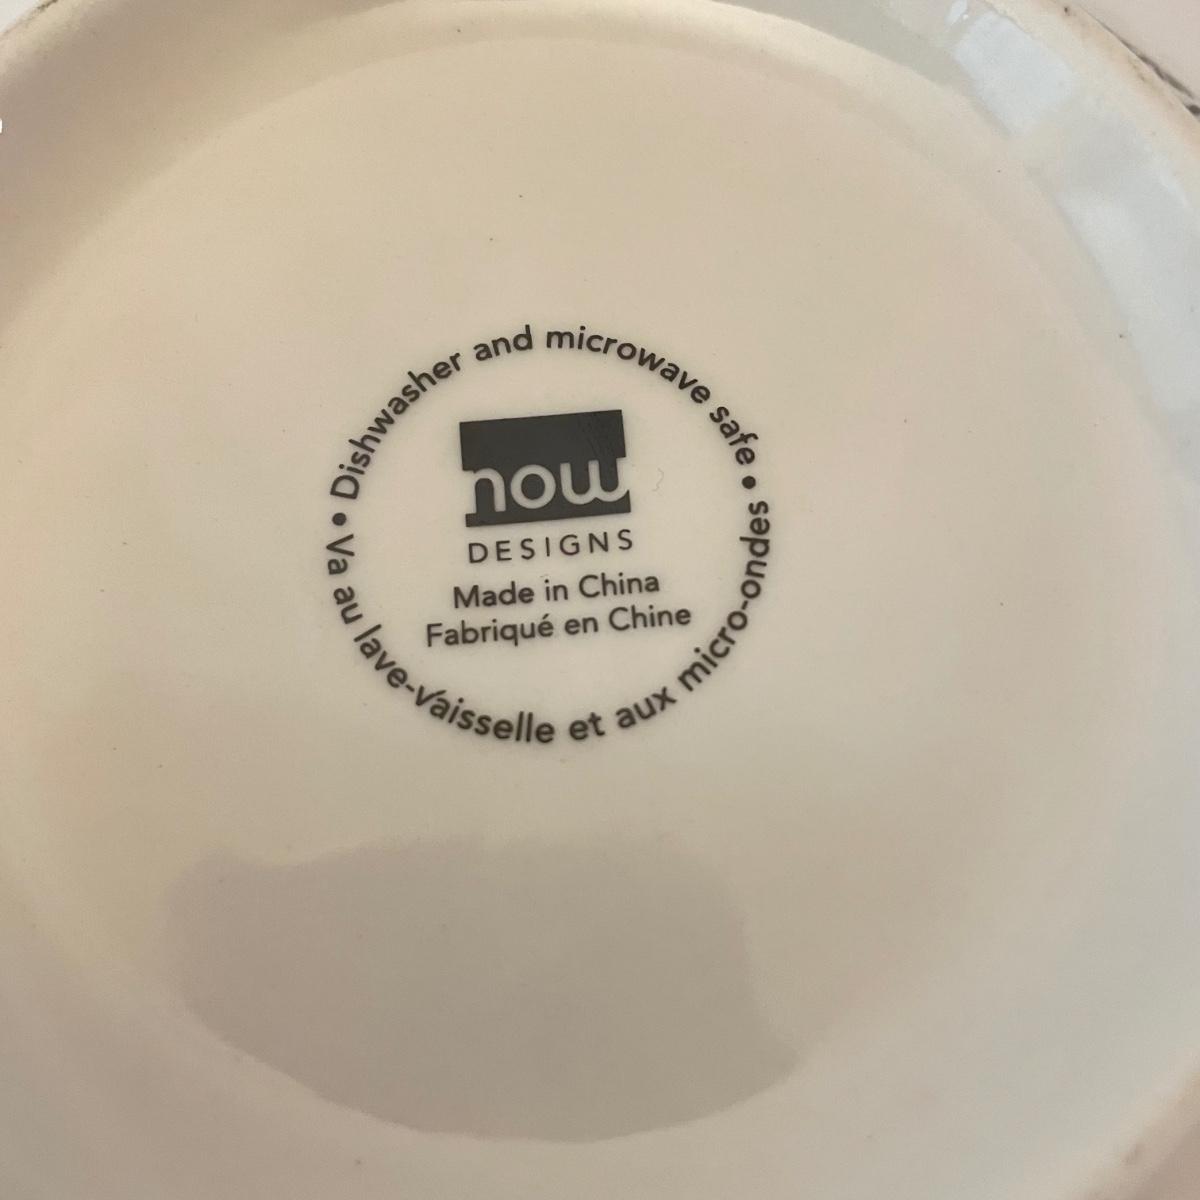 • Dishwasher and microwave safe •
now
DESIGNS
Made in China
Fabriqué en Chine
Va au lave-vaisselle et aux micro-ondes